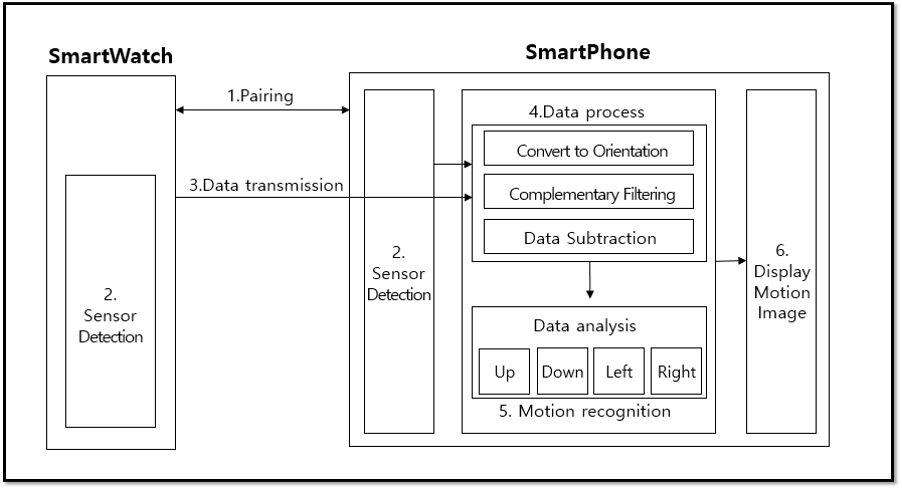 SmartWatch
SmartPhone
1.Pairing
4.Data process
Convert to Orientation
3.Data transmission
Complementary Filtering
Data Subtraction
2.
Sensor
Detection
2.
Sensor
Detection
Data analysis
Up
Down
Left
Right
5. Motion recognition
6.
Display
Motion
Image